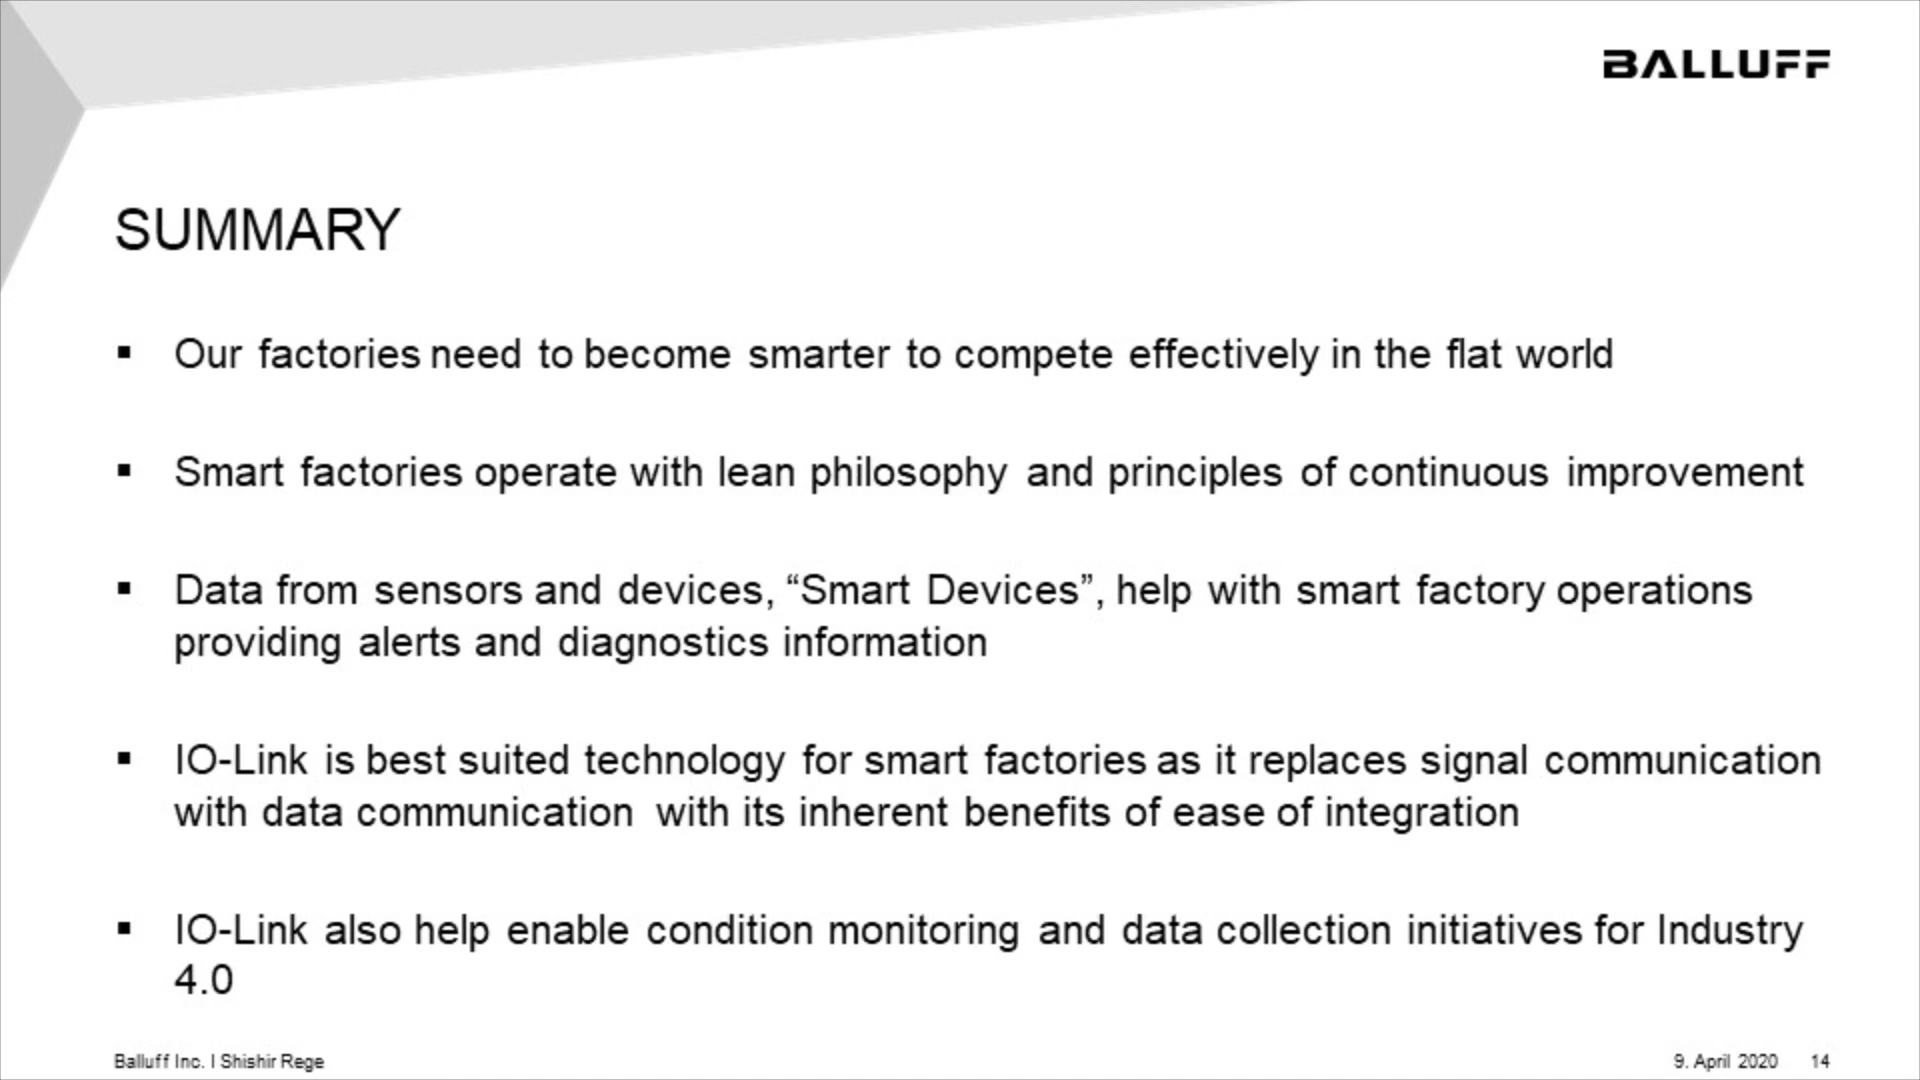 BALLUFF
SUMMARY
▪ Our factories need to become smarter to compete effectively in the flat world
▪ Smart factories operate with lean philosophy and principles of continuous improvement
▪ Data from sensors and devices, “Smart Devices”, help with smart factory operations
providing alerts and diagnostics information
▪ IO-Link is best suited technology for smart factories as it replaces signal communication
with data communication with its inherent benefits of ease of integration
▪ IO-Link also help enable condition monitoring and data collection initiatives for Industry
4.0
Balluff Inc. I Shishir Rege
9. April 2020 14